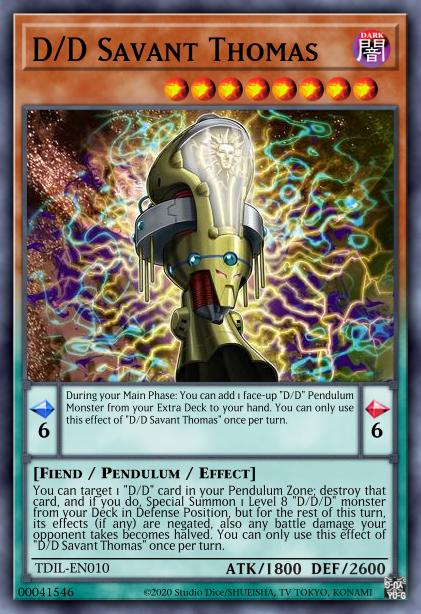 D/D Savant Thomas
DARK
闇
During your Main Phase: You can add 1 face-up "D/D" Pendulum
Monster from your Extra Deck to your hand. You can only use
this effect of "D/D Savant Thomas" once per turn.
6
6
[Fiend / Pendulum / Effect]
You can target 1 "D/D" card in your Pendulum Zone; destroy that
card, and if you do, Special Summon 1 Level 8 "D/D/D" monster
from your Deck in Defense Position, but for the rest of this turn,
its effects (if any) are negated, also any battle damage your
opponent takes becomes halved. You can only use this effect of
"D/D Savant Thomas" once per turn.
TDIL-EN010
ATK/1800 DEF/2600
00041546
©2020 Studio Dice/SHUEISHA, TV TOKYO, KONAMI